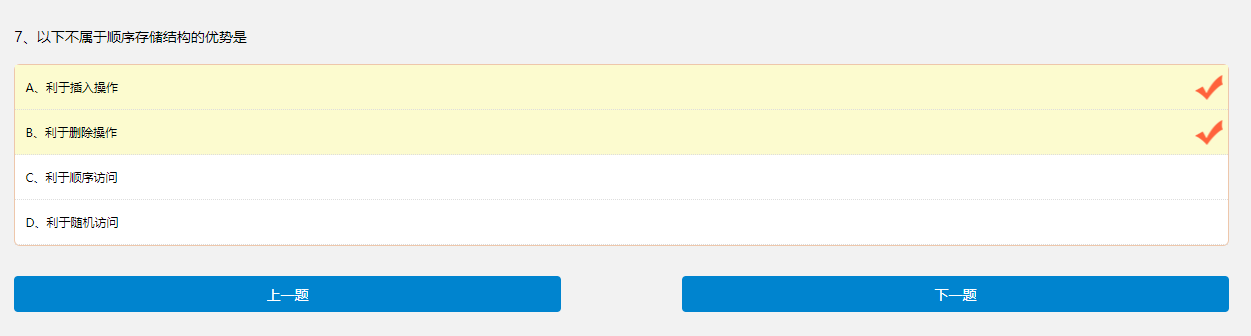 7、以下不属于顺序存储结构的优势是
A、利于插入操作
B、利于删除操作
C、利于顺序访问
D、利于随机访问
上一题
下一题